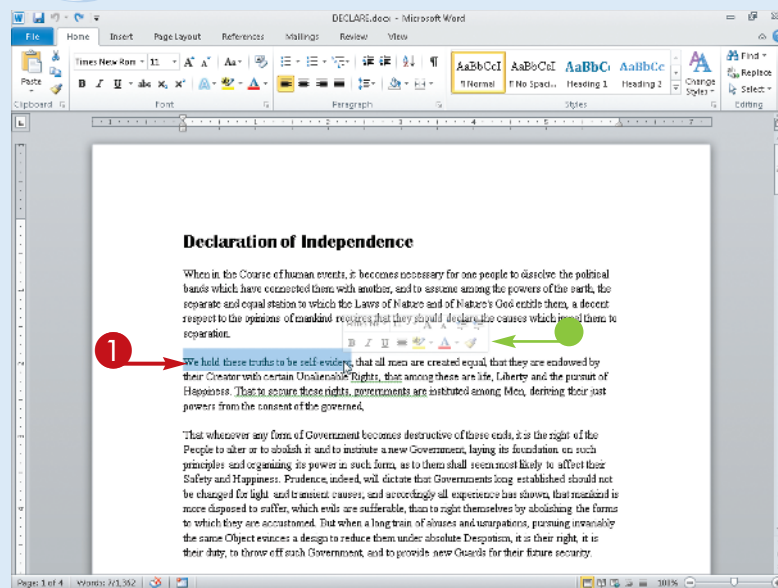 DECLARE.docx - Microsoft Word
File Home Insert Page Layout References Mailings Review View
Times New Rom 11 A A Aa
Find
Replace
Select
Paste
B I U abc x, x² A A
AaBbCcI AaBbCcI AaBbC AaBbCc
¶ Normal ¶ No Spaci... Heading 1 Heading 2
Change Styles
Clipboard Font Paragraph Styles Editing
L
1 2 3 4 5 7
Declaration of Independence
When in the Course of human events, it becomes necessary for one people to dissolve the political
bands which have connected them with another, and to assume among the powers of the earth, the
separate and equal station to which the Laws of Nature and of Nature's God entitle them, a decent
respect to the opinions of mankind requires that they should declare the causes which impel them to
separation.
B I U A
1
We hold these truths to be self-evident, that all men are created equal, that they are endowed by
their Creator with certain Unalienable Rights, that among these are life, Liberty and the pursuit of
Happiness. That to secure these rights, governments are instituted among Men, deriving their just
powers from the consent of the governed,
That whenever any form of Government becomes destructive of these ends, it is the right of the
People to alter or to abolish it and to institute a new Government, laying its foundation on such
principles and organizing its power in such form, as to them shall seem most likely to affect their
Safety and Happiness. Prudence, indeed, will dictate that Governments long established should not
be changed for light and transient causes; and accordingly all experience has shown, that mankind is
more disposed to suffer, which evils are sufferable, than to right themselves by abolishing the forms
to which they are accustomed. But when a long train of abuses and usurpations, pursuing invariably
the same Object evinces a design to reduce them under absolute Despotism, it is their right, it is
their duty, to throw off such Government, and to provide new Guards for their future security.
Page: 1 of 4 Words: 7/1,362 100%